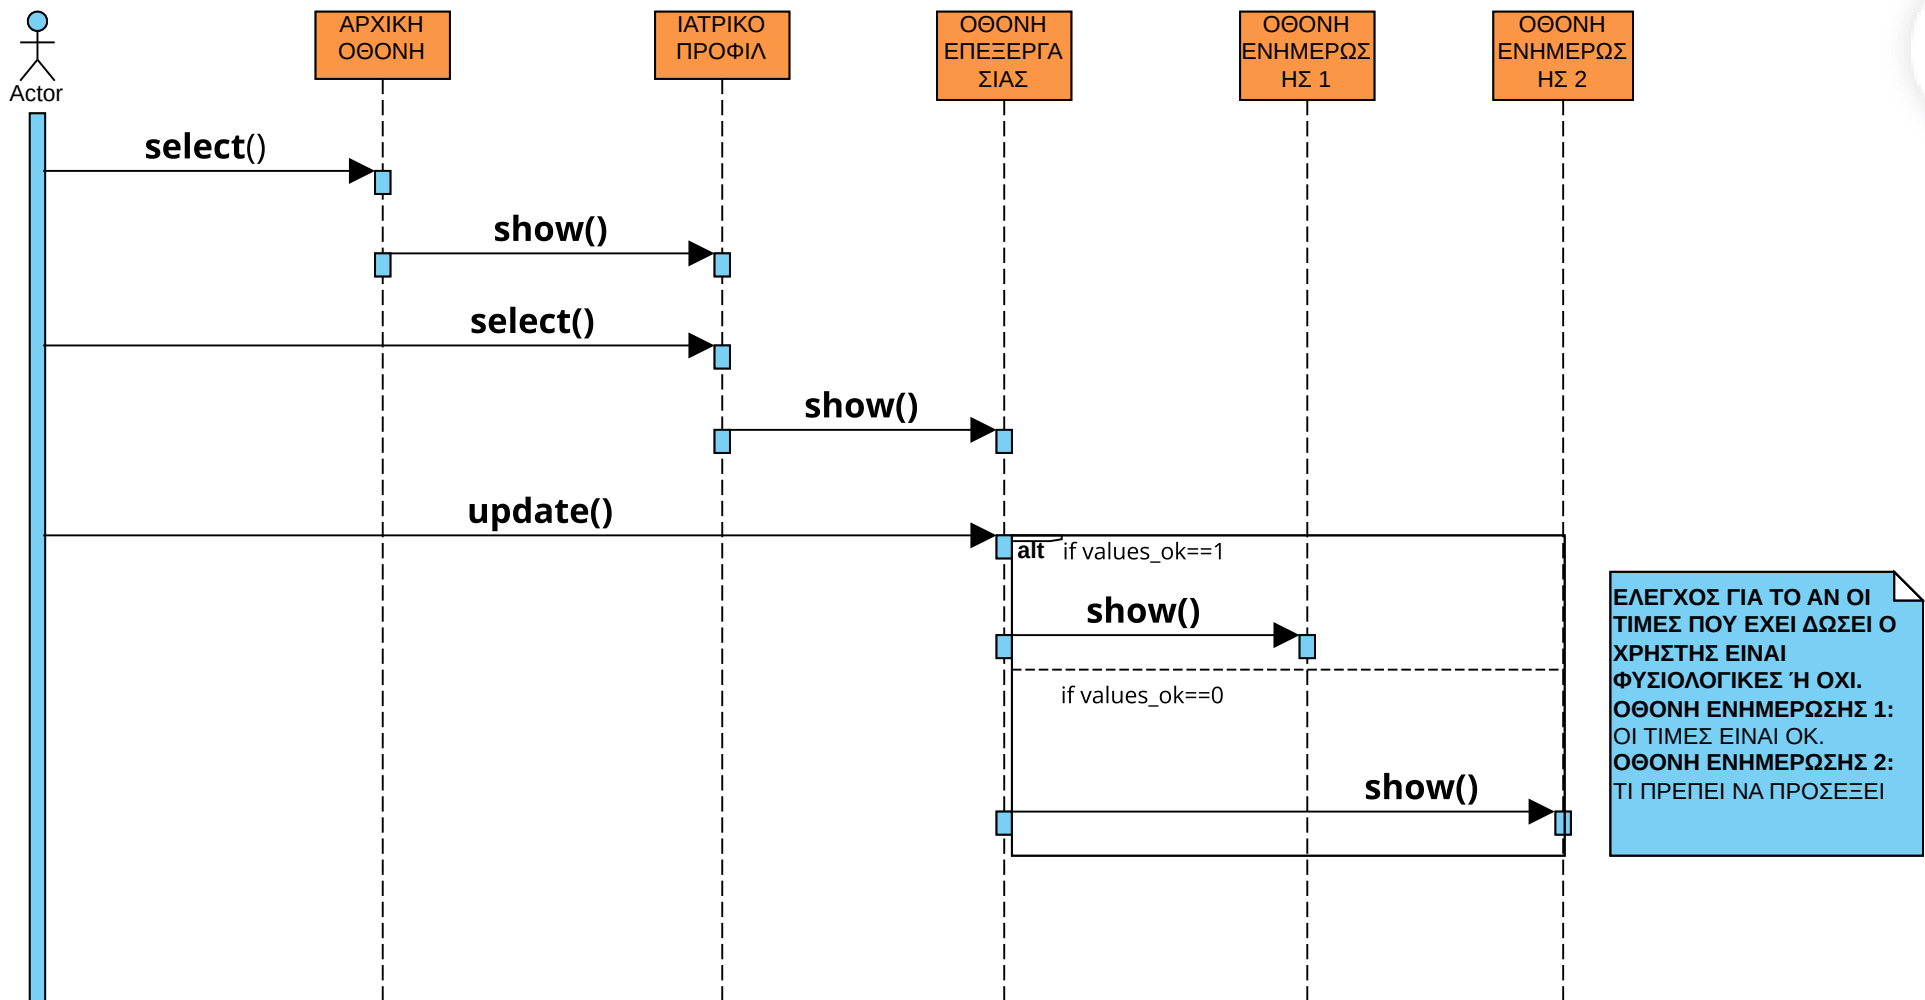 Actor
ΑΡΧΙΚΗ
ΟΘΟΝΗ
ΙΑΤΡΙΚΟ
ΠΡΟΦΙΛ
ΟΘΟΝΗ
ΕΠΕΞΕΡΓΑ
ΣΙΑΣ
ΟΘΟΝΗ
ΕΝΗΜΕΡΩΣ
ΗΣ 1
ΟΘΟΝΗ
ΕΝΗΜΕΡΩΣ
ΗΣ 2
select()
show()
select()
show()
update()
alt if values_ok==1
show()
if values_ok==0
show()
ΕΛΕΓΧΟΣ ΓΙΑ ΤΟ ΑΝ ΟΙ
ΤΙΜΕΣ ΠΟΥ ΕΧΕΙ ΔΩΣΕΙ Ο
ΧΡΗΣΤΗΣ ΕΙΝΑΙ
ΦΥΣΙΟΛΟΓΙΚΕΣ Ή ΟΧΙ.
ΟΘΟΝΗ ΕΝΗΜΕΡΩΣΗΣ 1:
ΟΙ ΤΙΜΕΣ ΕΙΝΑΙ ΟΚ.
ΟΘΟΝΗ ΕΝΗΜΕΡΩΣΗΣ 2:
ΤΙ ΠΡΕΠΕΙ ΝΑ ΠΡΟΣΕΞΕΙ